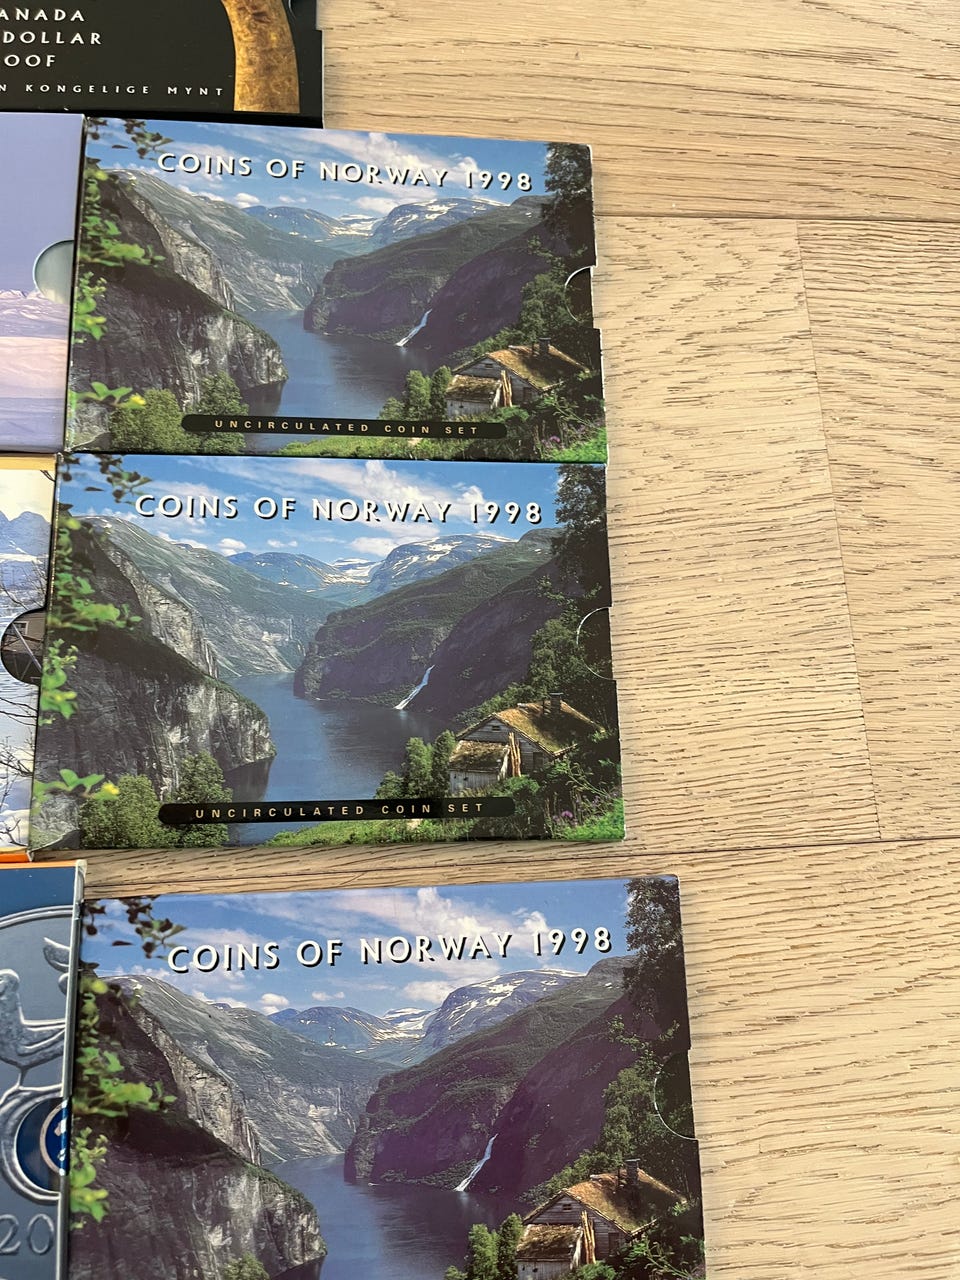 ANADA
DOLLAR
OOF
N KONGELIGE MYNT
COINS OF NORWAY 1998
UNCIRCULATED COIN SET
COINS OF NORWAY 1998
UNCIRCULATED COIN SET
COINS OF NORWAY 1998
20